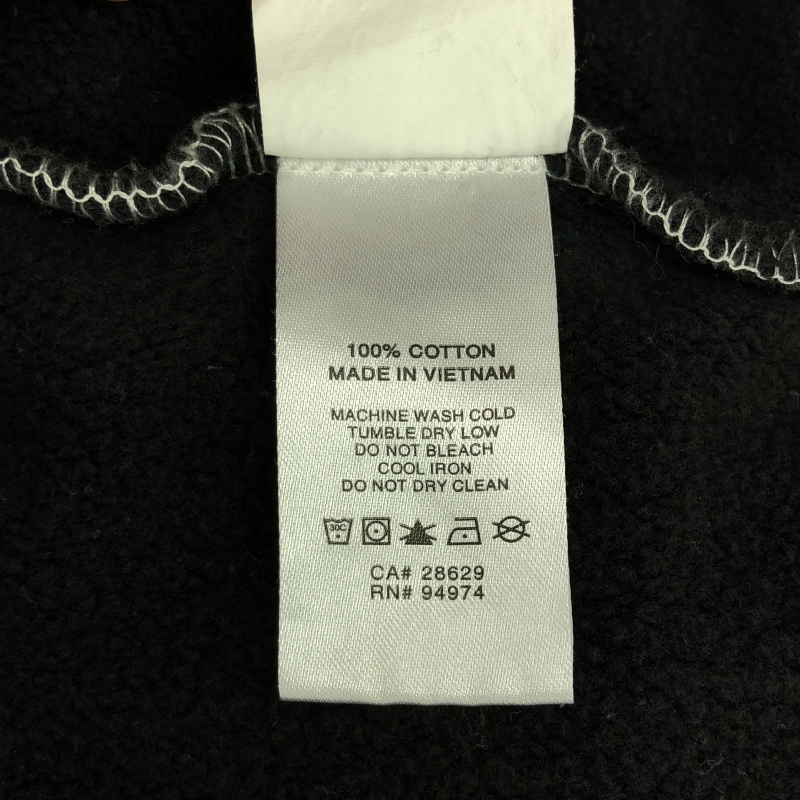 100% COTTON
MADE IN VIETNAM
MACHINE WASH COLD
TUMBLE DRY LOW
DO NOT BLEACH
COOL IRON
DO NOT DRY CLEAN
30C
CA# 28629
RN# 94974